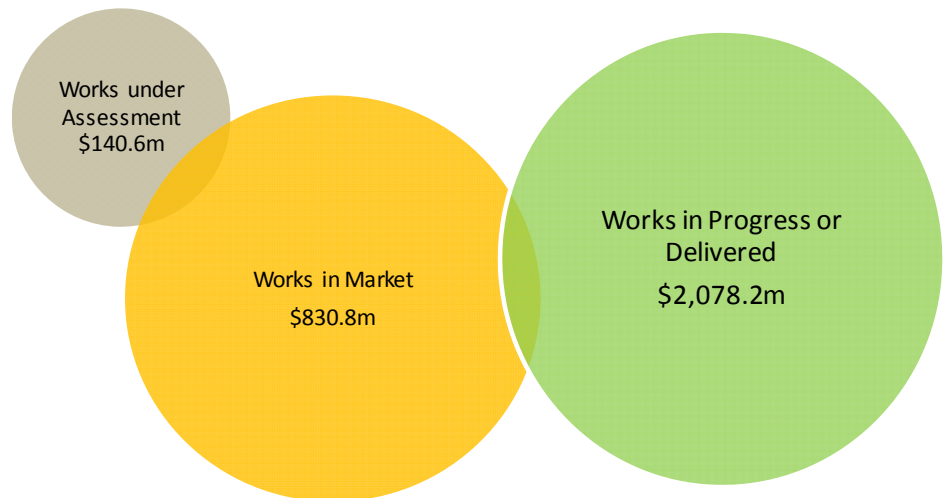 Works under
Assessment
$140.6m
Works in Market
$830.8m
Works in Progress or
Delivered
$2,078.2m